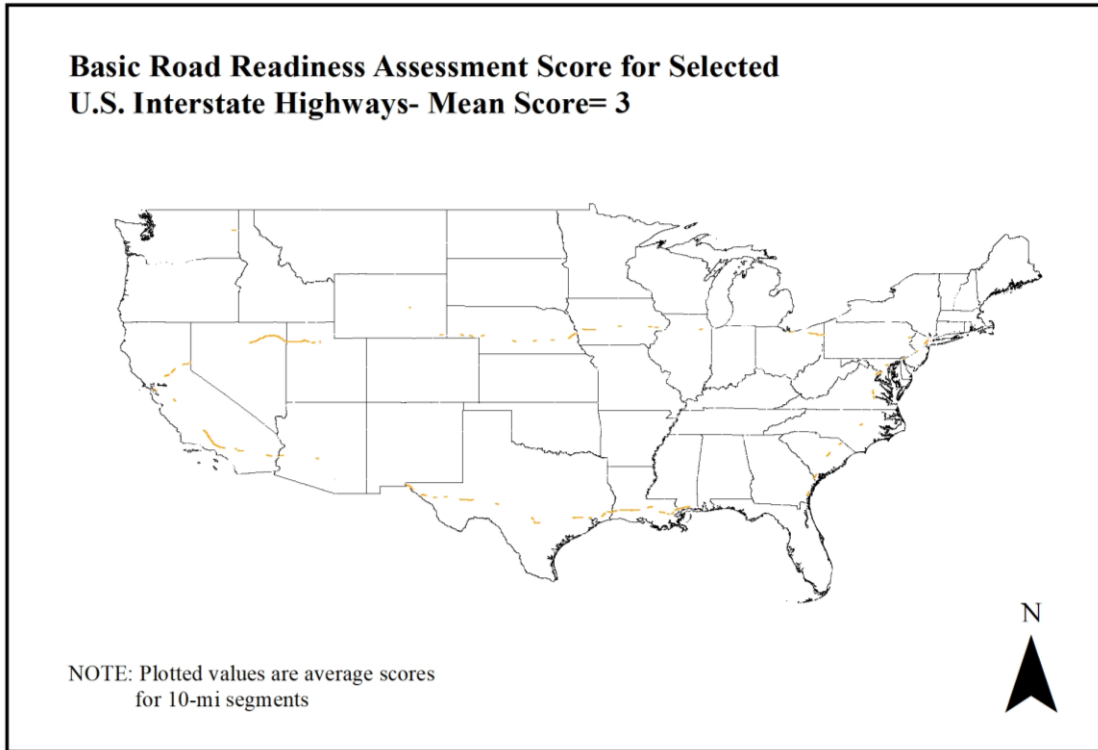 Basic Road Readiness Assessment Score for Selected
U.S. Interstate Highways- Mean Score= 3
N
NOTE: Plotted values are average scores
for 10-mi segments